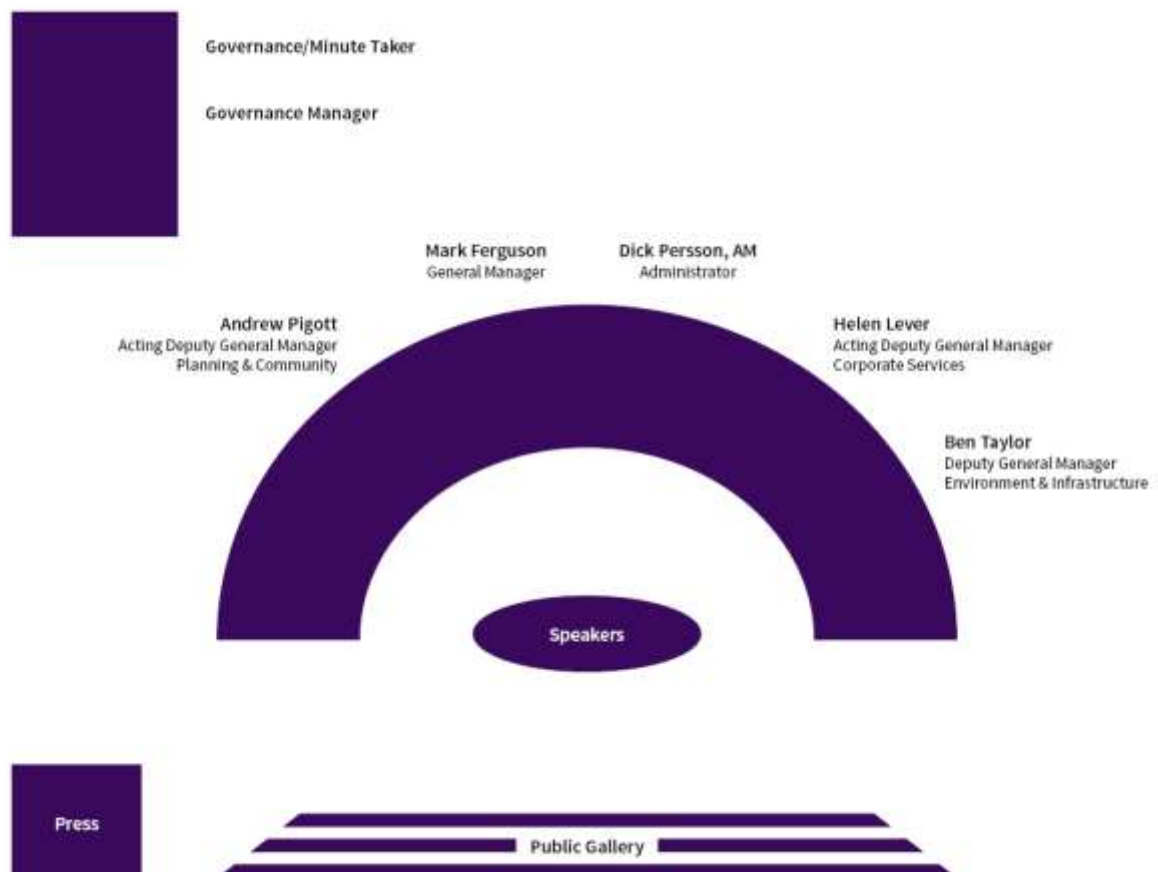 Governance/Minute Taker
Governance Manager
Mark Ferguson
General Manager
Dick Persson, AM
Administrator
Andrew Pigott
Acting Deputy General Manager
Planning & Community
Helen Lever
Acting Deputy General Manager
Corporate Services
Ben Taylor
Deputy General Manager
Environment & Infrastructure
Speakers
Press
Public Gallery